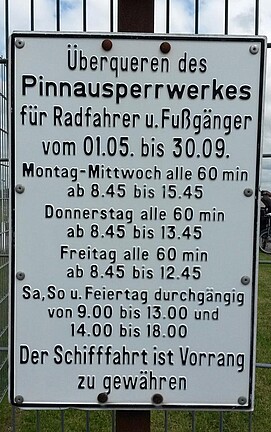 Überqueren des
Pinnausperrwerkes
für Radfahrer u. Fußgänger
vom 01.05. bis 30.09.
Montag-Mittwoch alle 60 min
ab 8.45 bis 15.45
Donnerstag alle 60 min
ab 8.45 bis 13.45
Freitag alle 60 min
ab 8.45 bis 12.45
Sa, So u. Feiertag durchgängig
von 9.00 bis 13.00 und
14.00 bis 18.00
Der Schifffahrt ist Vorrang
zu gewähren